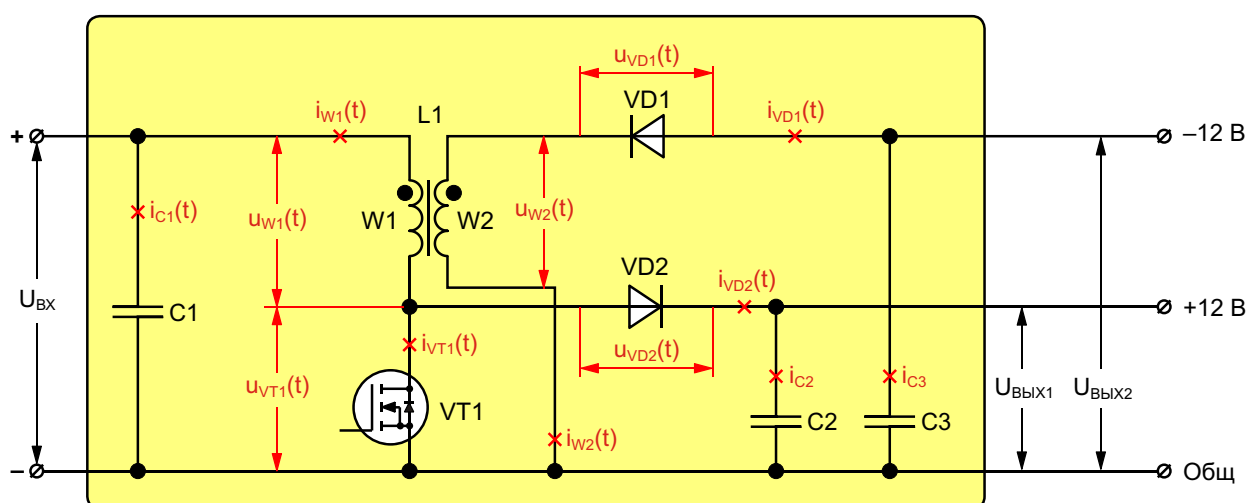 u_VD1(t)
i_W1(t) L1 VD1 i_VD1(t)
+ –12 В
i_C1(t) u_W1(t) W1 W2 u_W2(t)
VD2 i_VD2(t)
U_ВХ C1 +12 В
i_VT1(t) u_VD2(t)
u_VT1(t) i_C2 i_C3 U_ВЫХ1 U_ВЫХ2
VT1 C2 C3
i_W2(t)
– Общ